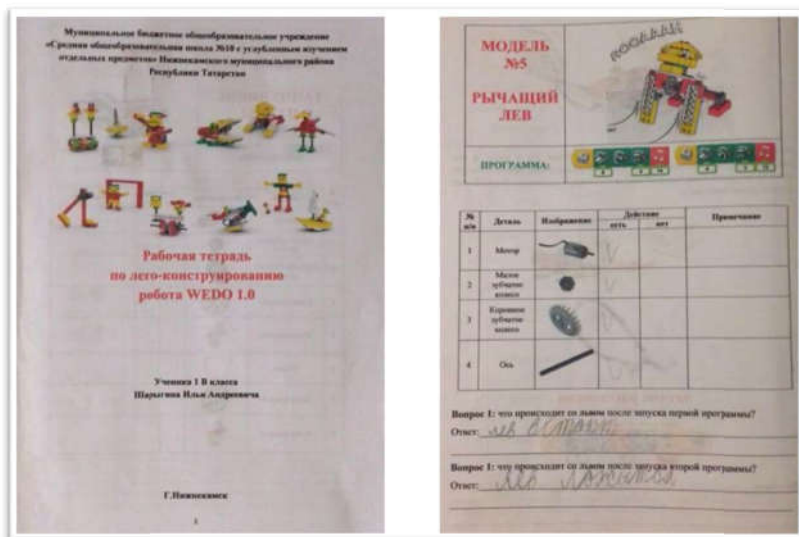 Муниципальное бюджетное общеобразовательное учреждение
«Средняя общеобразовательная школа №10 с углубленным изучением
отдельных предметов» Нижнекамского муниципального района
Республики Татарстан
Рабочая тетрадь
по лего-конструированию
робота WEDO 1.0
Ученика 1 В класса
Шарыгина Ильи Андреевича
Г.Нижнекамск
МОДЕЛЬ
№5
РЫЧАЩИЙ
ЛЕВ
ПРОГРАММА:
№ п/п Деталь Изображение Действие Примечание
есть нет
1 Мотор V
2 Малое зубчатое колесо V
3 Коронное зубчатое колесо
4 Ось
Вопрос 1: что происходит со львом после запуска первой программы?
Ответ: лев встает
Вопрос 1: что происходит со львом после запуска второй программы?
Ответ: лев ложытся